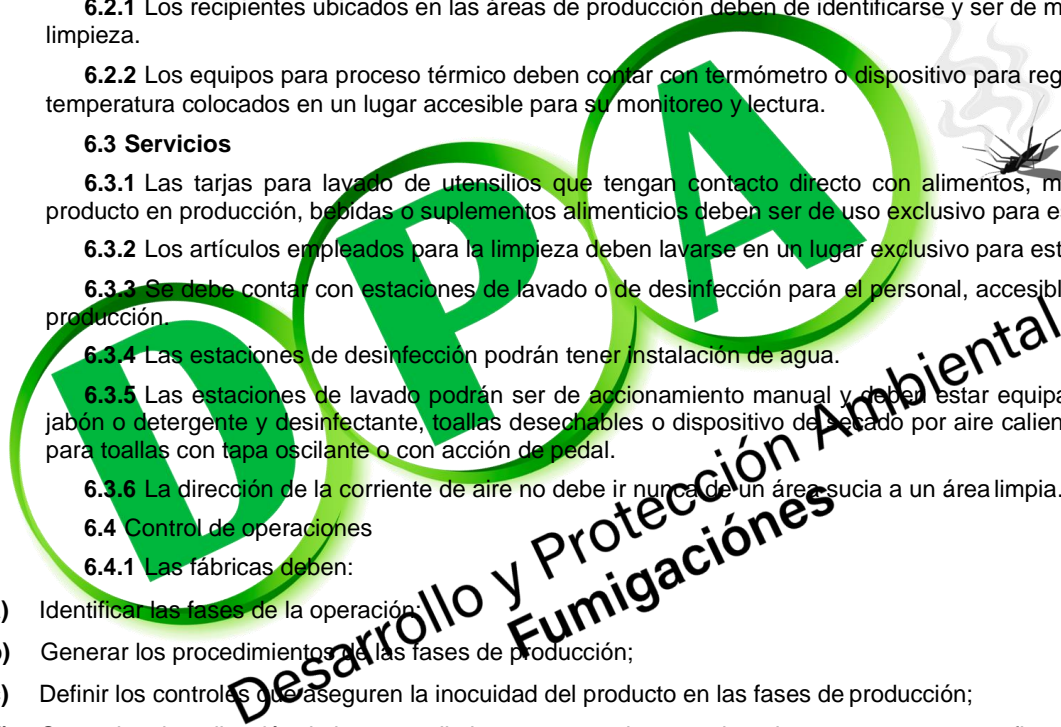 6.2.1 Los recipientes ubicados en las áreas de producción deben de identificarse y ser de
limpieza.
6.2.2 Los equipos para proceso térmico deben contar con termómetro o dispositivo para
temperatura colocados en un lugar accesible para su monitoreo y lectura.
6.3 Servicios
6.3.1 Las tarjas para lavado de utensilios que tengan contacto directo con alimentos,
producto en producción, bebidas o suplementos alimenticios deben ser de uso exclusivo para
6.3.2 Los artículos empleados para la limpieza deben lavarse en un lugar exclusivo para
6.3.3 Se debe contar con estaciones de lavado o de desinfección para el personal,
producción.
6.3.4 Las estaciones de desinfección podrán tener instalación de agua.
6.3.5 Las estaciones de lavado podrán ser de accionamiento manual y deben estar
jabón o detergente y desinfectante, toallas desechables o dispositivo de secado por aire
para toallas con tapa oscilante o con acción de pedal.
6.3.6 La dirección de la corriente de aire no debe ir nunca de un área sucia a un área limpia.
6.4 Control de operaciones
6.4.1 Las fábricas deben:
) Identificar las fases de la operación;
) Generar los procedimientos de las fases de producción;
) Definir los controles que aseguren la inocuidad del producto en las fases de producción;
DPA
Desarrollo y Protección Ambiental
Fumigaciónes